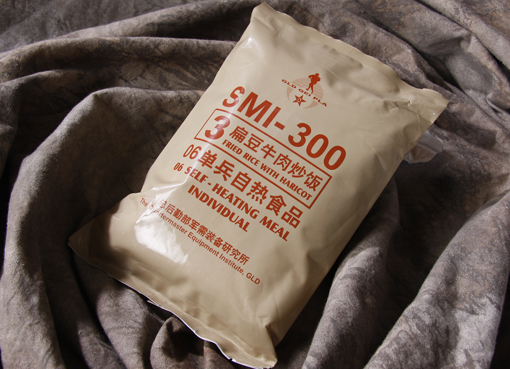 SMI-300
3
扁豆牛肉炒饭
FRIED RICE WITH HARICOT
06单兵自热食品
06 SELF-HEATING MEAL
INDIVIDUAL
后勤部军需装备研究所
The Quartermaster Equipment Institute, GLD